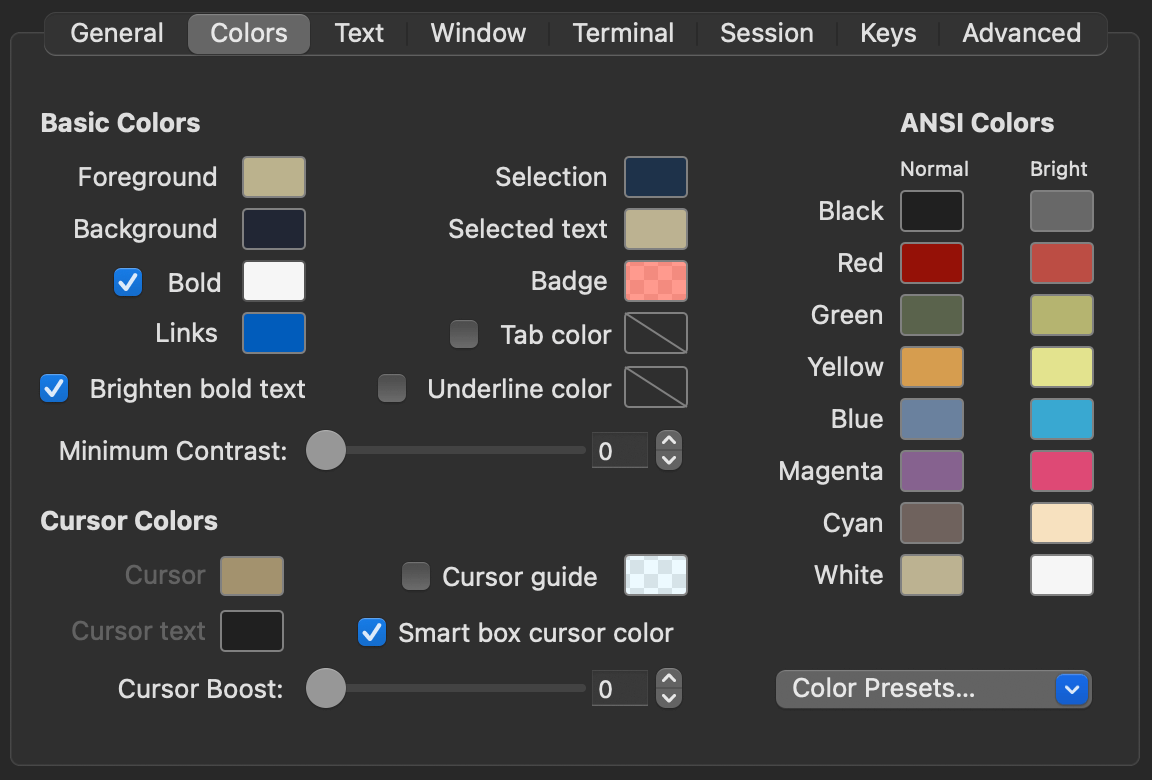 General Colors Text Window Terminal Session Keys Advanced
Basic Colors
Foreground
Background
Bold
Links
Brighten bold text
Selection
Selected text
Badge
Tab color
Underline color
Minimum Contrast: 0
Cursor Colors
Cursor
Cursor text
Cursor guide
Smart box cursor color
Cursor Boost: 0
ANSI Colors
Normal Bright
Black
Red
Green
Yellow
Blue
Magenta
Cyan
White
Color Presets...